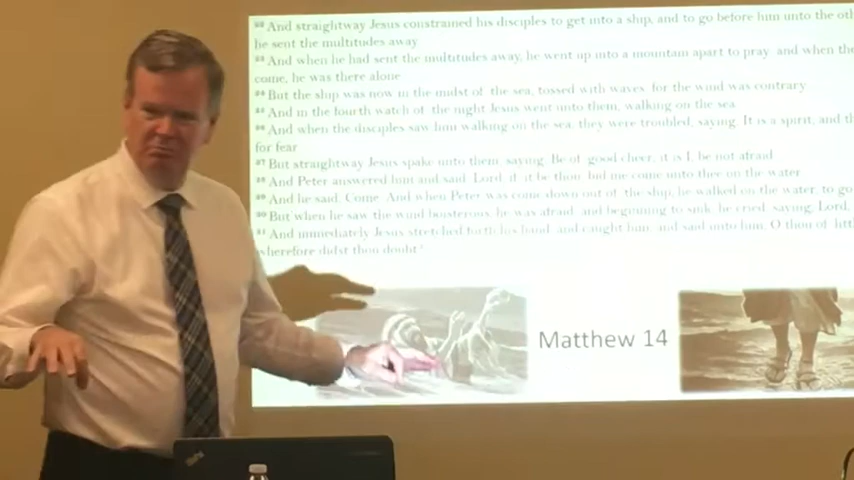 22 And straightway Jesus constrained his disciples to get into a ship, and to go before him unto the
he sent the multitudes away
23 And when he had sent the multitudes away, he went up into a mountain apart to pray: and when the
come, he was there alone
24 But the ship was now in the midst of the sea, tossed with waves: for the wind was contrary
25 And in the fourth watch of the night Jesus went unto them, walking on the sea
26 And when the disciples saw him walking on the sea, they were troubled, saying, It is a spirit; and
for fear
27 But straightway Jesus spake unto them, saying, Be of good cheer; it is I; be not afraid
28 And Peter answered him and said, Lord, if it be thou, bid me come unto thee on the water
29 And he said, Come. And when Peter was come down out of the ship, he walked on the water, to go
30 But when he saw the wind boisterous, he was afraid; and beginning to sink, he cried, saying, Lord,
31 And immediately Jesus stretched forth his hand, and caught him, and said unto him, O thou of
wherefore didst thou doubt?
Matthew 14